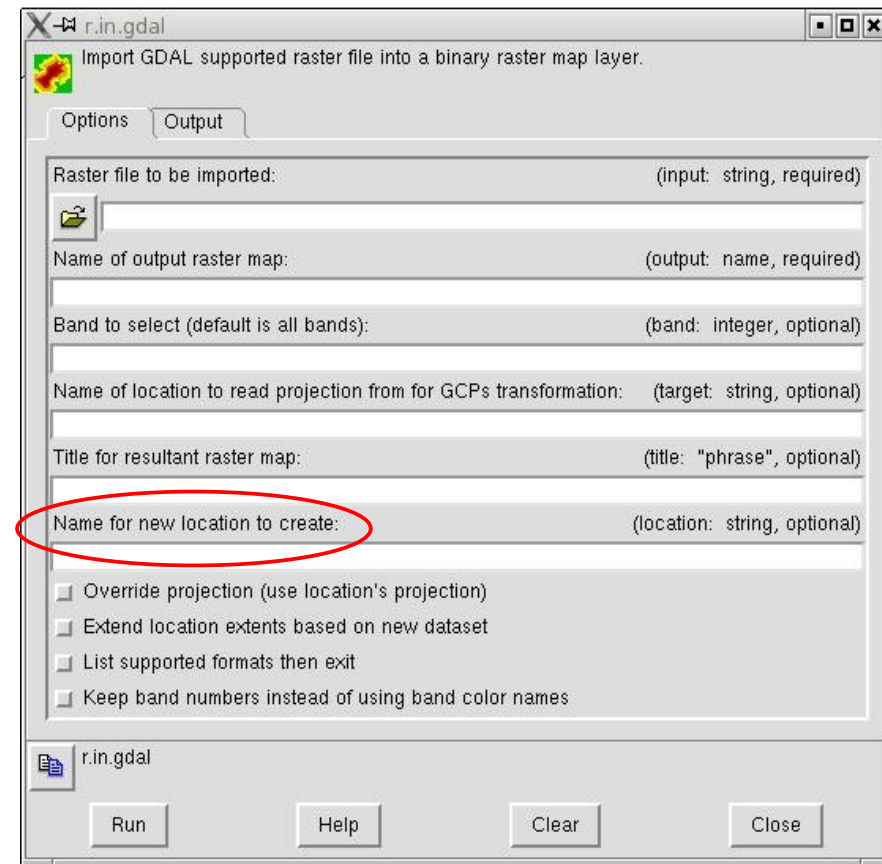 r.in.gdal
Import GDAL supported raster file into a binary raster map layer.
Options Output
Raster file to be imported: (input: string, required)
Name of output raster map: (output: name, required)
Band to select (default is all bands): (band: integer, optional)
Name of location to read projection from for GCPs transformation: (target: string, optional)
Title for resultant raster map: (title: "phrase", optional)
Name for new location to create: (location: string, optional)
Override projection (use location's projection)
Extend location extents based on new dataset
List supported formats then exit
Keep band numbers instead of using band color names
r.in.gdal
Run Help Clear Close